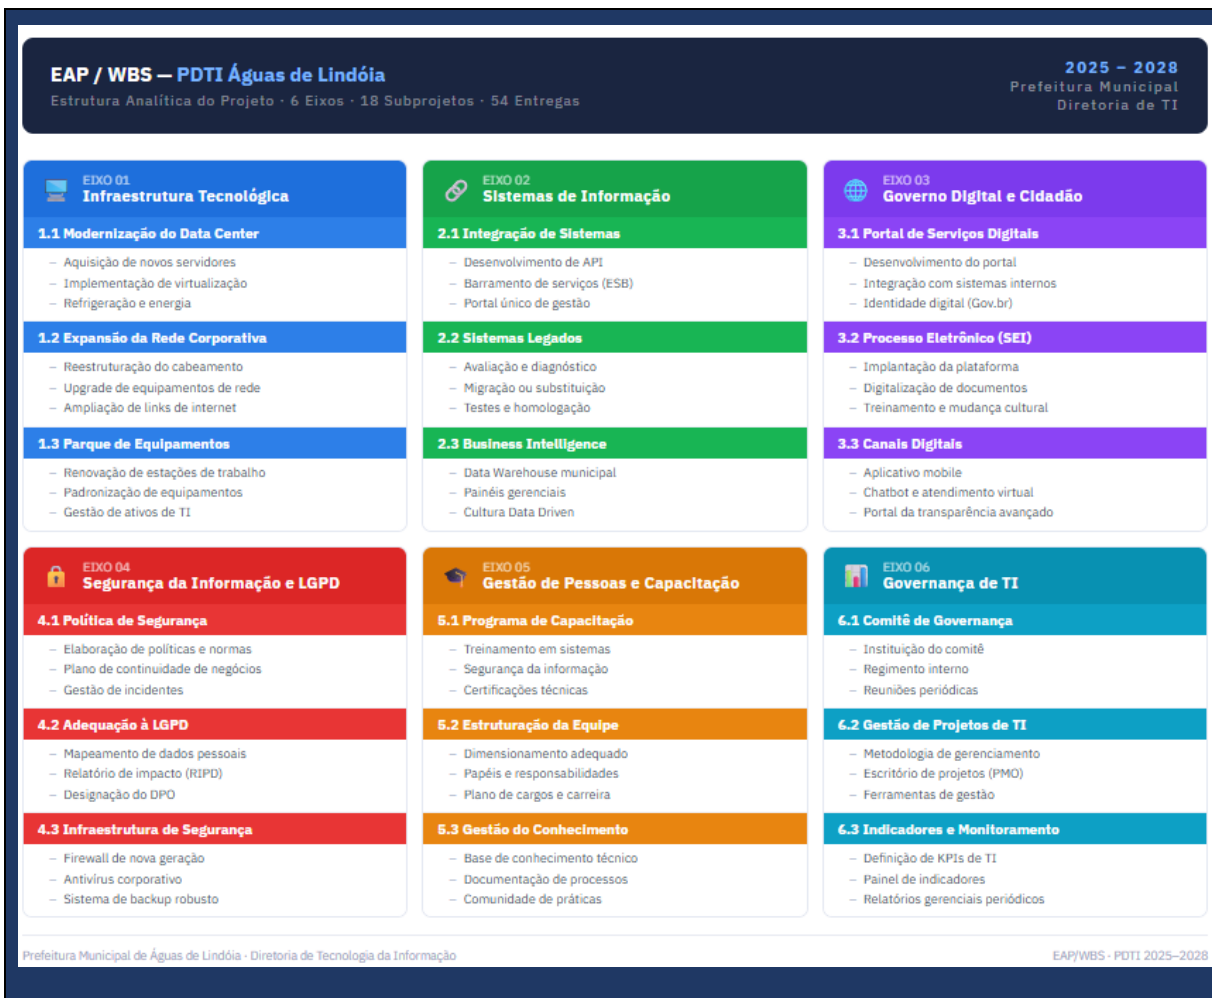 EAP / WBS — PDTI Águas de Lindóia
Estrutura Analítica do Projeto · 6 Eixos · 18 Subprojetos · 54 Entregas
2025 – 2028
Prefeitura Municipal
Diretoria de TI
EIXO 01
Infraestrutura Tecnológica
1.1 Modernização do Data Center
– Aquisição de novos servidores
– Implementação de virtualização
– Refrigeração e energia
1.2 Expansão da Rede Corporativa
– Reestruturação do cabeamento
– Upgrade de equipamentos de rede
– Ampliação de links de internet
1.3 Parque de Equipamentos
– Renovação de estações de trabalho
– Padronização de equipamentos
– Gestão de ativos de TI
EIXO 02
Sistemas de Informação
2.1 Integração de Sistemas
– Desenvolvimento de API
– Barramento de serviços (ESB)
– Portal único de gestão
2.2 Sistemas Legados
– Avaliação e diagnóstico
– Migração ou substituição
– Testes e homologação
2.3 Business Intelligence
– Data Warehouse municipal
– Painéis gerenciais
– Cultura Data Driven
EIXO 03
Governo Digital e Cidadão
3.1 Portal de Serviços Digitais
– Desenvolvimento do portal
– Integração com sistemas internos
– Identidade digital (Gov.br)
3.2 Processo Eletrônico (SEI)
– Implantação da plataforma
– Digitalização de documentos
– Treinamento e mudança cultural
3.3 Canais Digitais
– Aplicativo mobile
– Chatbot e atendimento virtual
– Portal da transparência avançado
EIXO 04
Segurança da Informação e LGPD
4.1 Política de Segurança
– Elaboração de políticas e normas
– Plano de continuidade de negócios
– Gestão de incidentes
4.2 Adequação à LGPD
– Mapeamento de dados pessoais
– Relatório de impacto (RIPD)
– Designação do DPO
4.3 Infraestrutura de Segurança
– Firewall de nova geração
– Antivírus corporativo
– Sistema de backup robusto
EIXO 05
Gestão de Pessoas e Capacitação
5.1 Programa de Capacitação
– Treinamento em sistemas
– Segurança da informação
– Certificações técnicas
5.2 Estruturação da Equipe
– Dimensionamento adequado
– Papéis e responsabilidades
– Plano de cargos e carreira
5.3 Gestão do Conhecimento
– Base de conhecimento técnico
– Documentação de processos
– Comunidade de práticas
EIXO 06
Governança de TI
6.1 Comitê de Governança
– Instituição do comitê
– Regimento interno
– Reuniões periódicas
6.2 Gestão de Projetos de TI
– Metodologia de gerenciamento
– Escritório de projetos (PMO)
– Ferramentas de gestão
6.3 Indicadores e Monitoramento
– Definição de KPIs de TI
– Painel de indicadores
– Relatórios gerenciais periódicos
Prefeitura Municipal de Águas de Lindóia · Diretoria de Tecnologia da Informação
EAP/WBS · PDTI 2025–2028